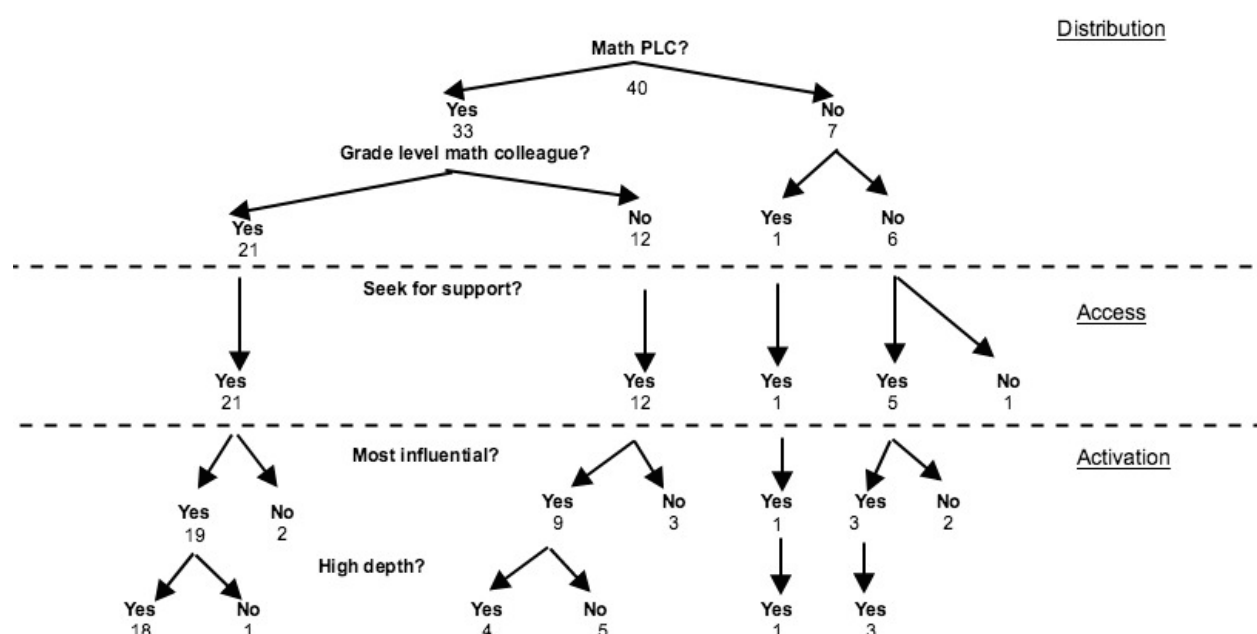 Distribution
Math PLC?
40
Yes No
33 7
Grade level math colleague?
Yes No Yes No
21 12 1 6
Seek for support?
Access
Yes Yes Yes Yes No
21 12 1 5 1
Most influential? Activation
Yes No Yes No Yes Yes No
19 2 9 3 1 3 2
High depth?
Yes No Yes No Yes Yes
18 1 4 5 1 3